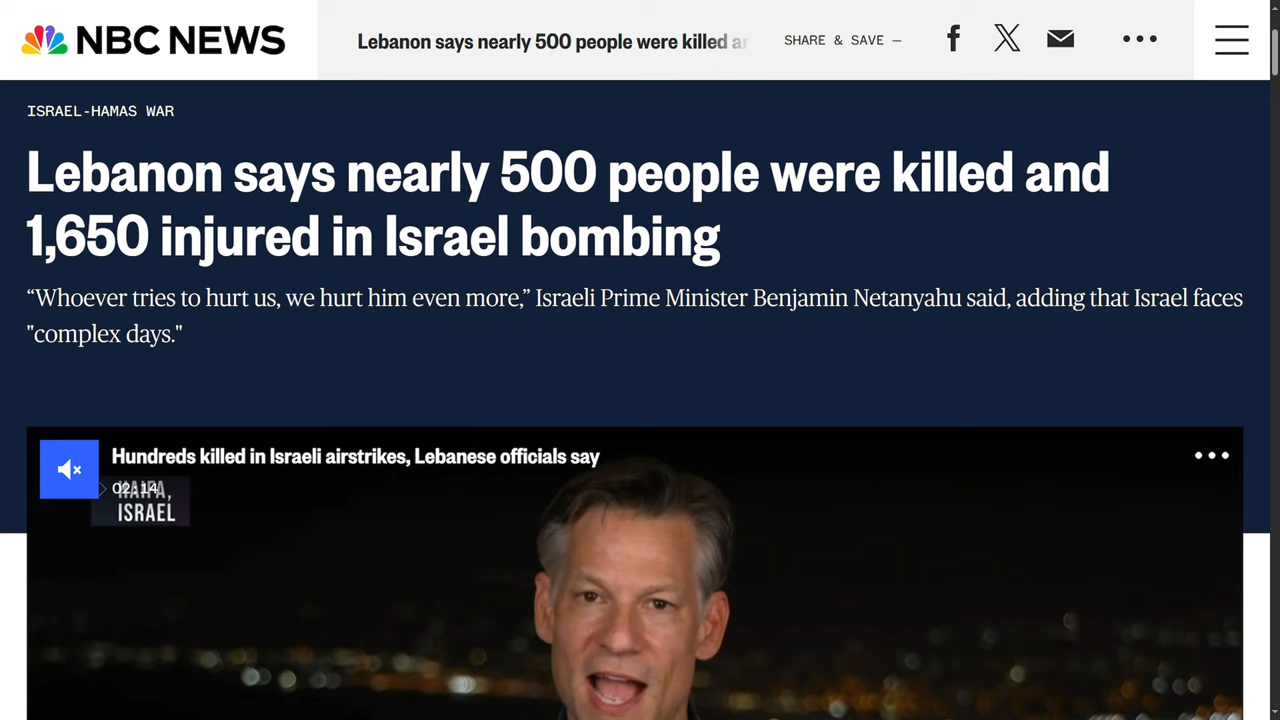 NBC NEWS
Lebanon says nearly 500 people were killed
SHARE & SAVE —
ISRAEL-HAMAS WAR
Lebanon says nearly 500 people were killed and
1,650 injured in Israel bombing
“Whoever tries to hurt us, we hurt him even more,” Israeli Prime Minister Benjamin Netanyahu said, adding that Israel faces
"complex days."
Hundreds killed in Israeli airstrikes, Lebanese officials say
02:14
HAIFA,
ISRAEL